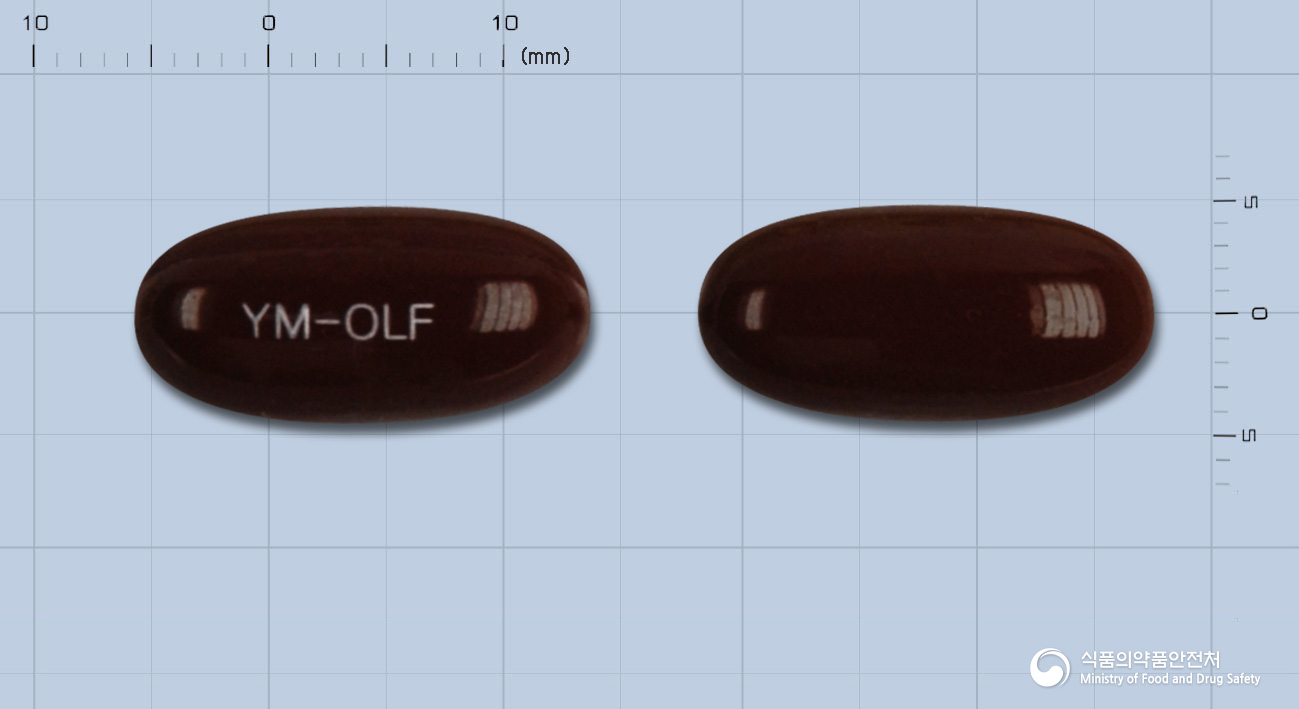 10 0 10
(mm)
YM-OLF
5
0
5
식품의약품안전처
Ministry of Food and Drug Safety